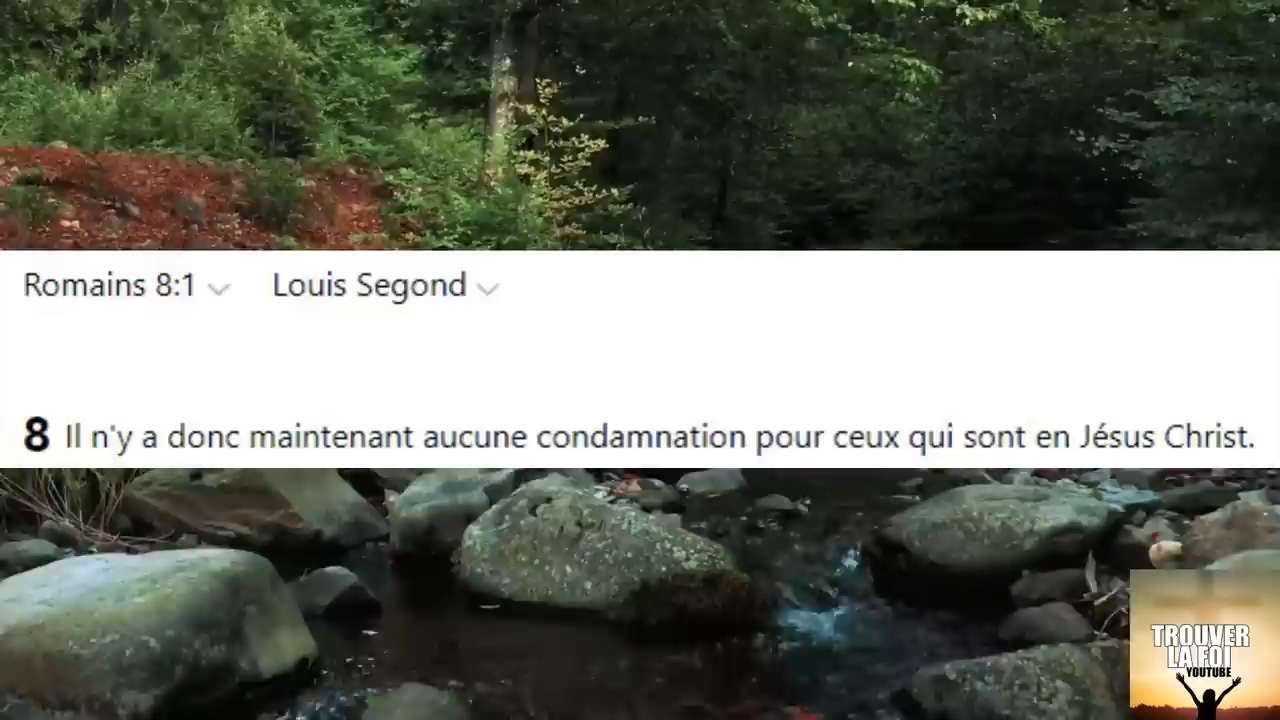 Romains 8:1 Louis Segond
8 Il n'y a donc maintenant aucune condamnation pour ceux qui sont en Jésus Christ.
TROUVER
LA FOI
YOUTUBE